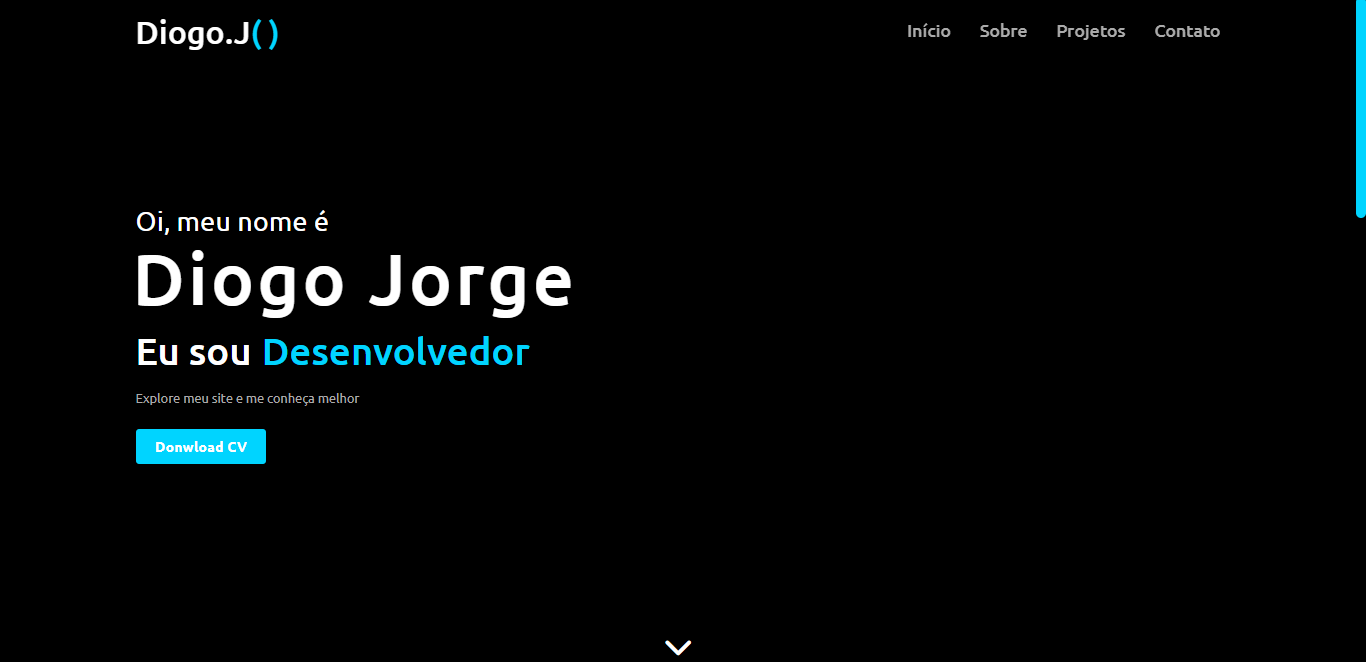 Diogo.J( )
Início Sobre Projetos Contato
Oi, meu nome é
Diogo Jorge
Eu sou Desenvolvedor
Explore meu site e me conheça melhor
Donwload CV